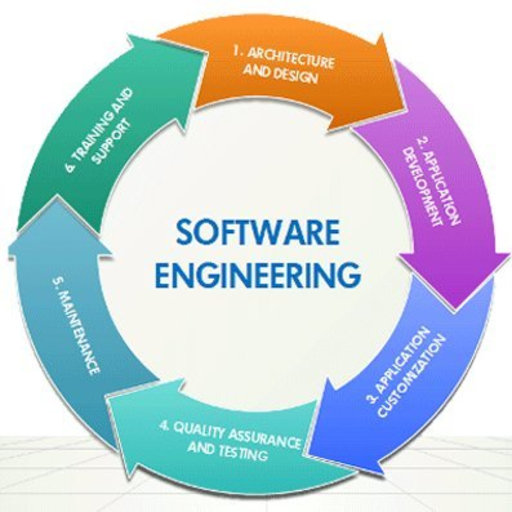 SOFTWARE
ENGINEERING
1. ARCHITECTURE
AND DESIGN
2. APPLICATION
DEVELOPMENT
3. APPLICATION
CUSTOMIZATION
4. QUALITY ASSURANCE
AND TESTING
5. MAINTENANCE
6. TRAINING AND
SUPPORT